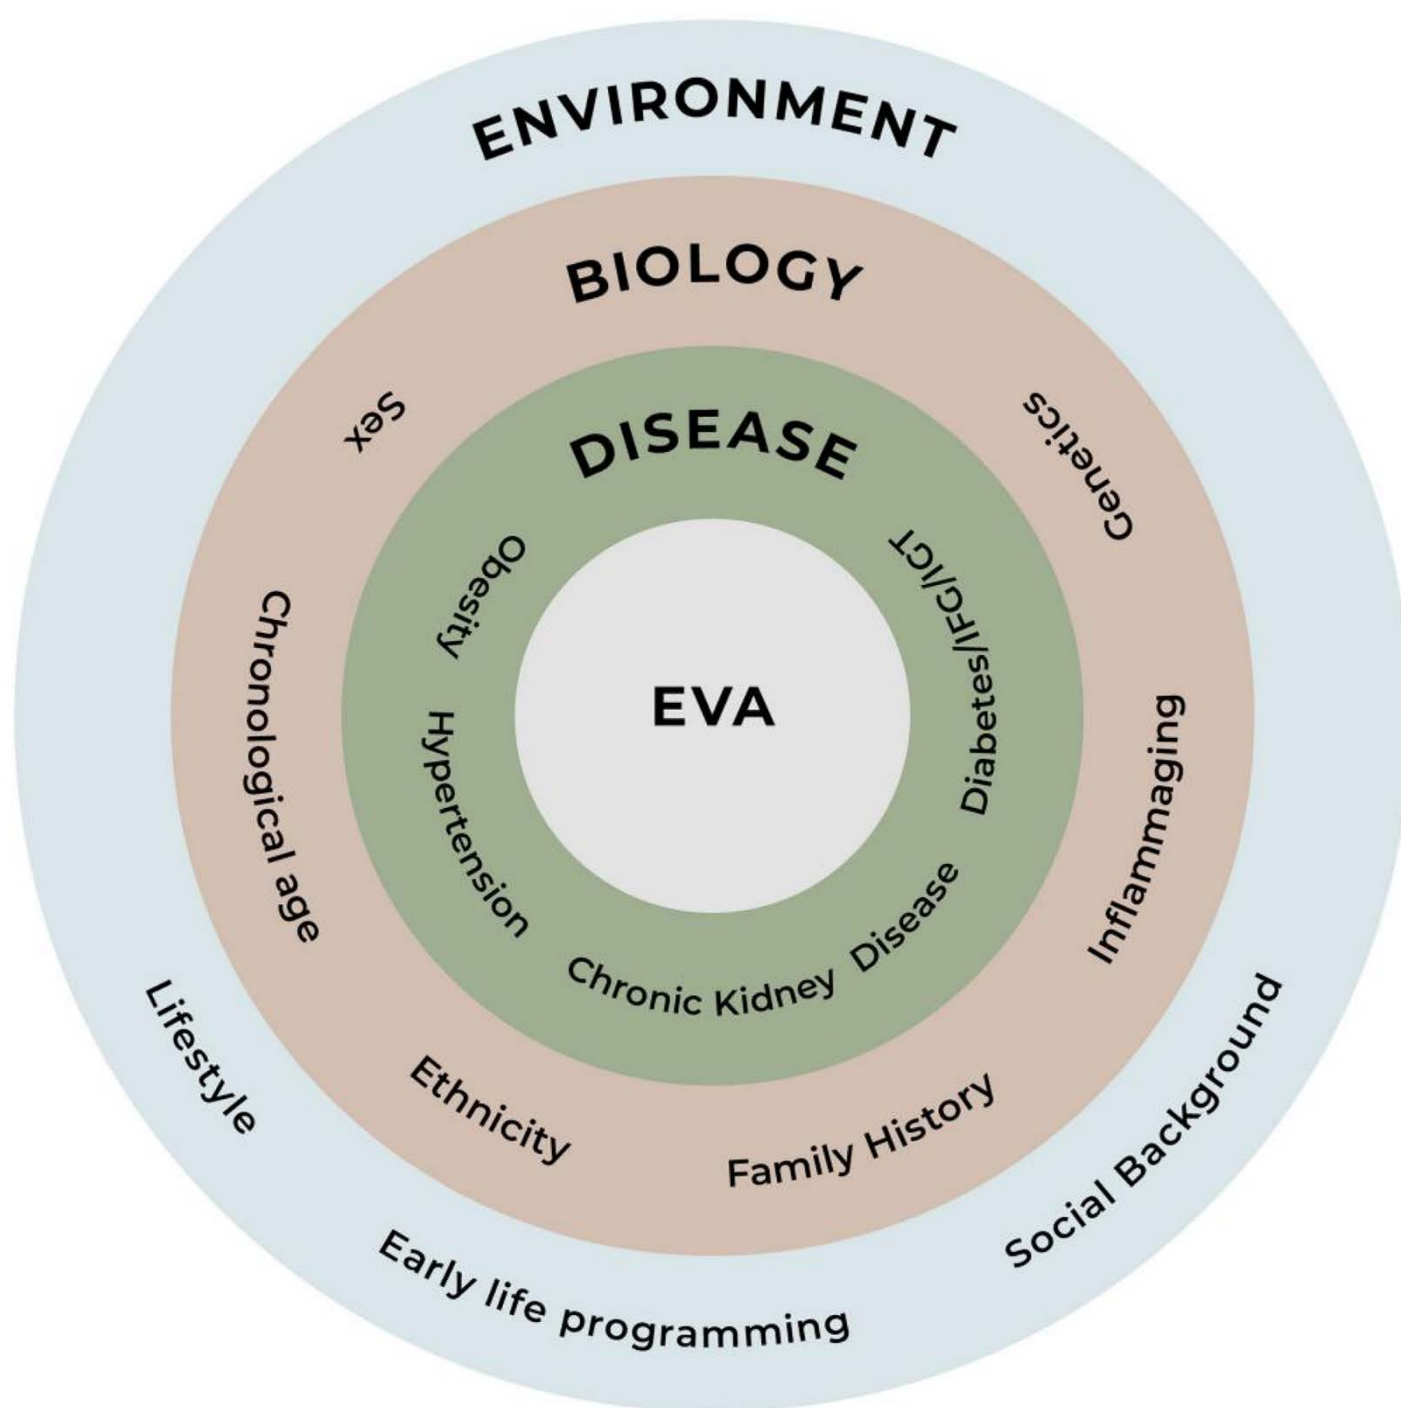 ENVIRONMENT
Lifestyle
Early life programming
Social Background
BIOLOGY
Sex
Chronological age
Ethnicity
Family History
Inflammaging
Genetics
DISEASE
Obesity
Hypertension
Chronic Kidney Disease
Diabetes/IFG/IGT
EVA